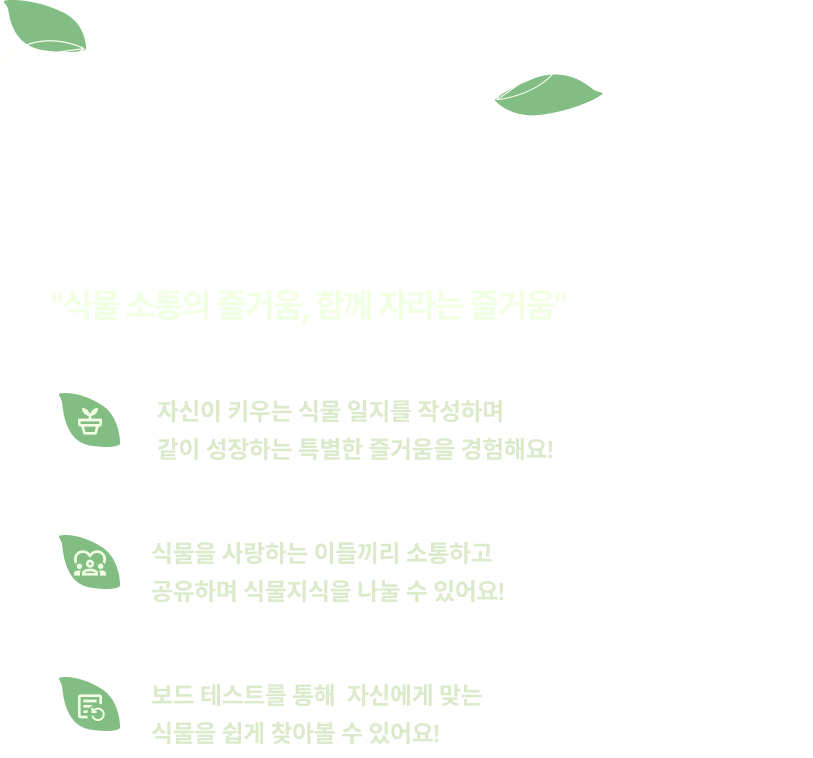 "식물 소통의 즐거움, 함께 자라는 즐거움"
자신이 키우는 식물 일지를 작성하며
같이 성장하는 특별한 즐거움을 경험해요!
식물을 사랑하는 이들끼리 소통하고
공유하며 식물지식을 나눌 수 있어요!
보드 테스트를 통해  자신에게 맞는
식물을 쉽게 찾아볼 수 있어요!